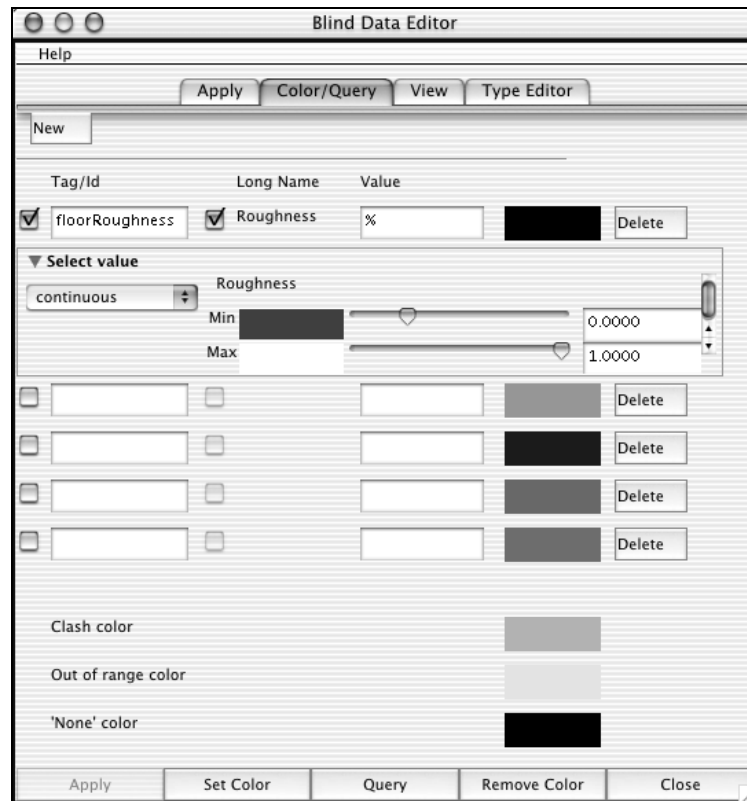 Blind Data Editor
Help
Apply Color/Query View Type Editor
New
Tag/Id Long Name Value
floorRoughness Roughness % Delete
Select value
continuous Roughness
Min 0.0000
Max 1.0000
Delete
Delete
Delete
Delete
Clash color
Out of range color
'None' color
Apply Set Color Query Remove Color Close